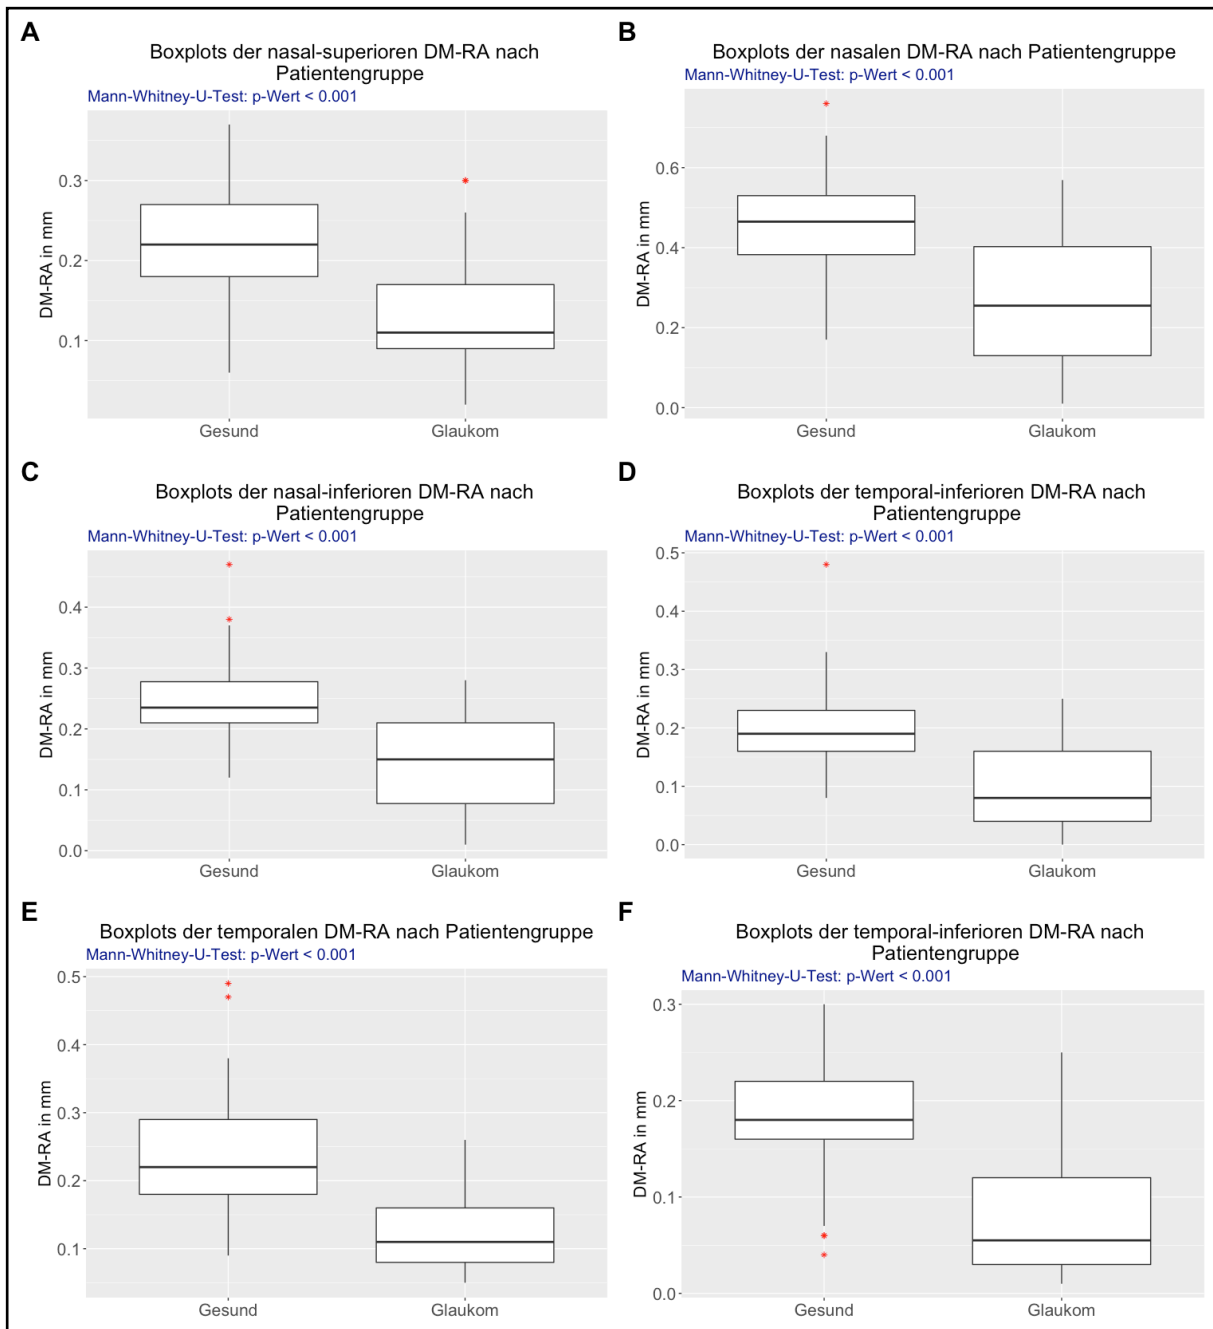 A
Boxplots der nasal-superioren DM-RA nach
Patientengruppe
Mann-Whitney-U-Test: p-Wert < 0.001
DM-RA in mm
0.3
0.2
0.1
Gesund
Glaukom
B
Boxplots der nasalen DM-RA nach Patientengruppe
Mann-Whitney-U-Test: p-Wert < 0.001
DM-RA in mm
0.6
0.4
0.2
0.0
Gesund
Glaukom
C
Boxplots der nasal-inferioren DM-RA nach
Patientengruppe
Mann-Whitney-U-Test: p-Wert < 0.001
DM-RA in mm
0.4
0.3
0.2
0.1
0.0
Gesund
Glaukom
D
Boxplots der temporal-inferioren DM-RA nach
Patientengruppe
Mann-Whitney-U-Test: p-Wert < 0.001
DM-RA in mm
0.5
0.4
0.3
0.2
0.1
0.0
Gesund
Glaukom
E
Boxplots der temporalen DM-RA nach Patientengruppe
Mann-Whitney-U-Test: p-Wert < 0.001
DM-RA in mm
0.5
0.4
0.3
0.2
0.1
Gesund
Glaukom
F
Boxplots der temporal-inferioren DM-RA nach
Patientengruppe
Mann-Whitney-U-Test: p-Wert < 0.001
DM-RA in mm
0.3
0.2
0.1
0.0
Gesund
Glaukom